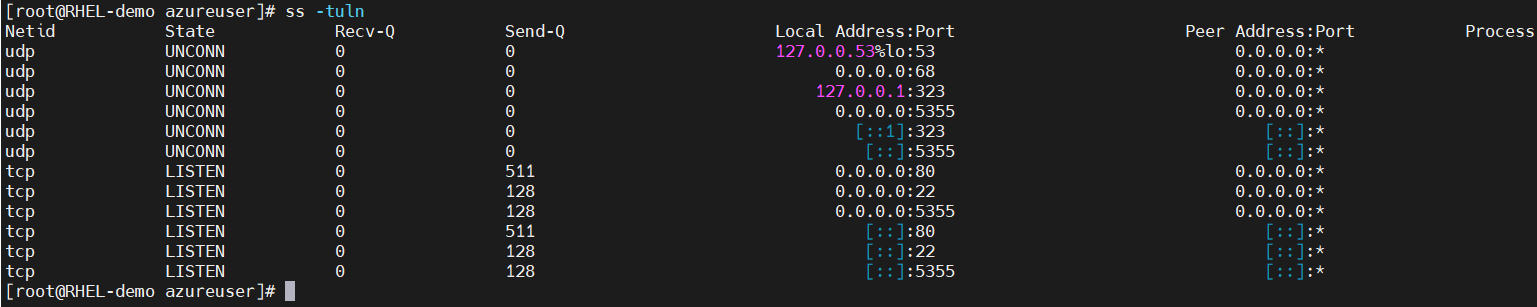 [root@RHEL-demo azureuser]# ss -tuln
Netid State Recv-Q Send-Q Local Address:Port Peer Address:Port Process
udp UNCONN 0 0 127.0.0.53%lo:53 0.0.0.0:*
udp UNCONN 0 0 0.0.0.0:68 0.0.0.0:*
udp UNCONN 0 0 127.0.0.1:323 0.0.0.0:*
udp UNCONN 0 0 0.0.0.0:5355 0.0.0.0:*
udp UNCONN 0 0 [::1]:323 [::]:*
udp UNCONN 0 0 [::]:5355 [::]:*
tcp LISTEN 0 511 0.0.0.0:80 0.0.0.0:*
tcp LISTEN 0 128 0.0.0.0:22 0.0.0.0:*
tcp LISTEN 0 128 0.0.0.0:5355 0.0.0.0:*
tcp LISTEN 0 511 [::]:80 [::]:*
tcp LISTEN 0 128 [::]:22 [::]:*
tcp LISTEN 0 128 [::]:5355 [::]:*
[root@RHEL-demo azureuser]#